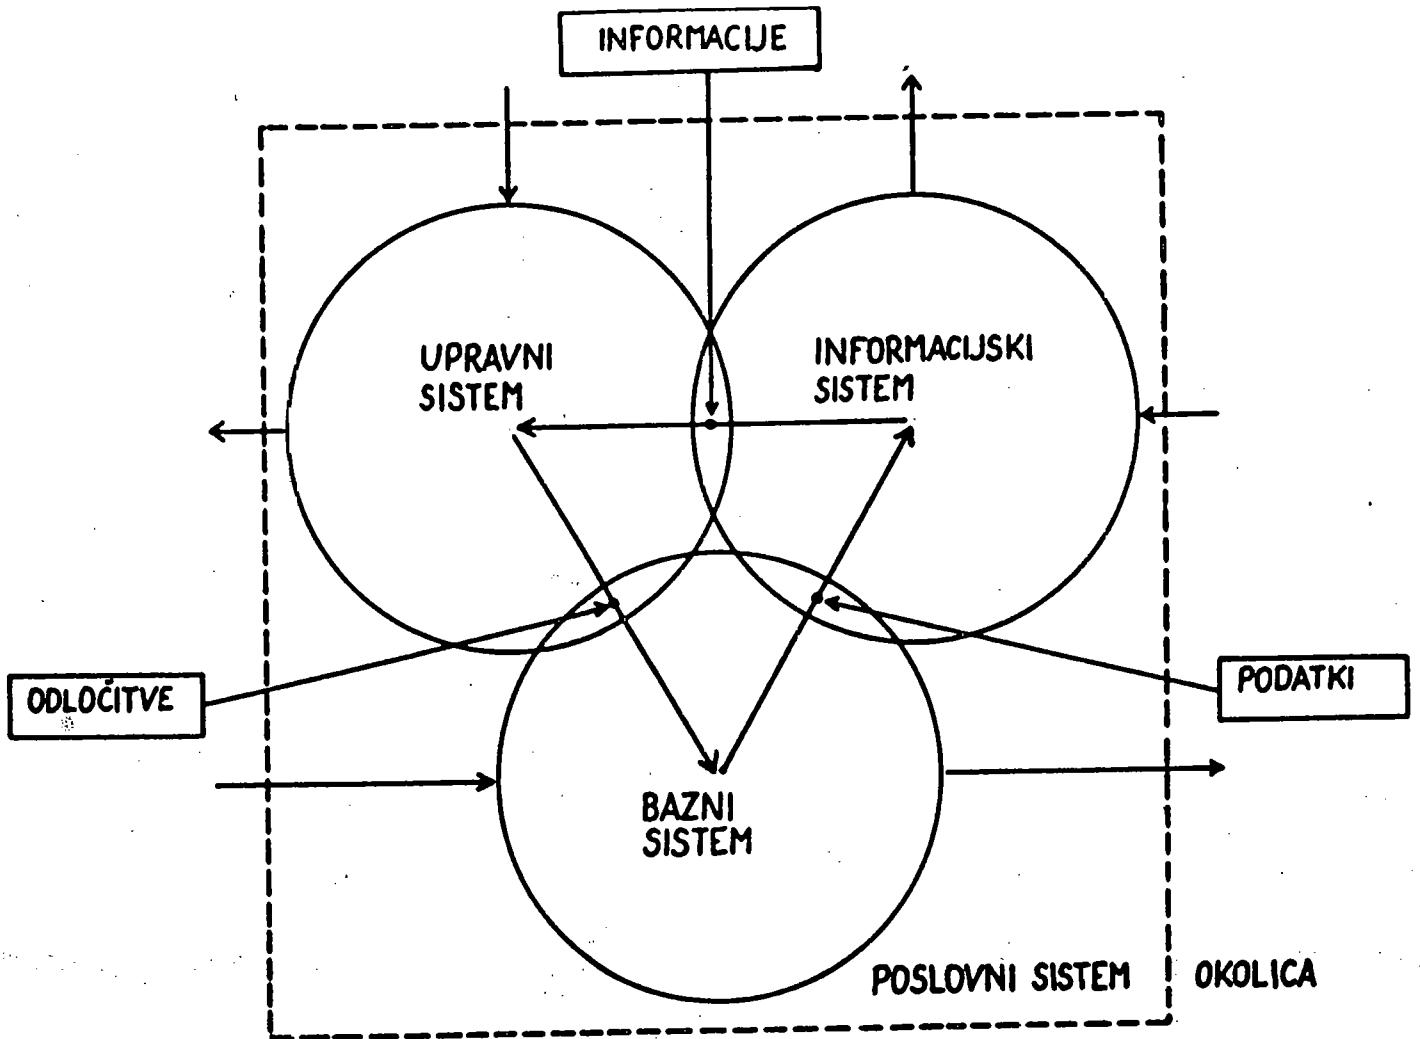 INFORMACIJE
UPRAVNI
SISTEM
INFORMACIJSKI
SISTEM
ODLOČITVE
PODATKI
BAZNI
SISTEM
POSLOVNI SISTEM
OKOLICA